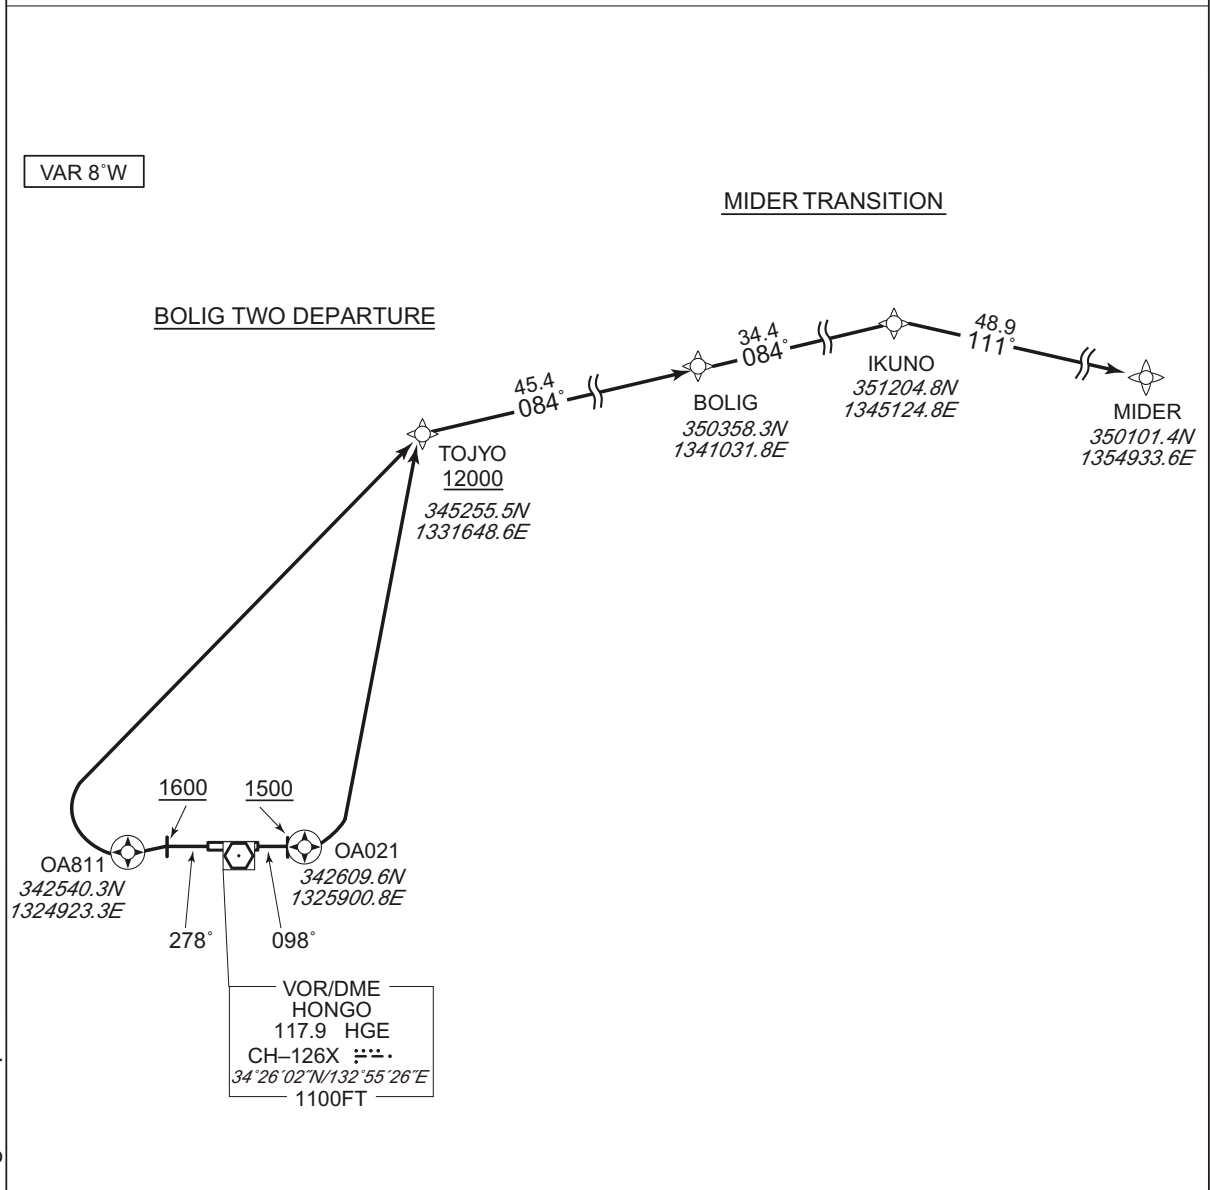 VAR 8°W
MIDER TRANSITION
BOLIG TWO DEPARTURE
45.4
084°
34.4
084°
48.9
111°
TOJYO
12000
345255.5N
1331648.6E
BOLIG
350358.3N
1341031.8E
IKUNO
351204.8N
1345124.8E
MIDER
350101.4N
1354933.6E
1600
1500
OA811
342540.3N
1324923.3E
OA021
342609.6N
1325900.8E
278°
098°
VOR/DME
HONGO
117.9 HGE
CH–126X
34°26′02″N/132°55′26″E
1100FT